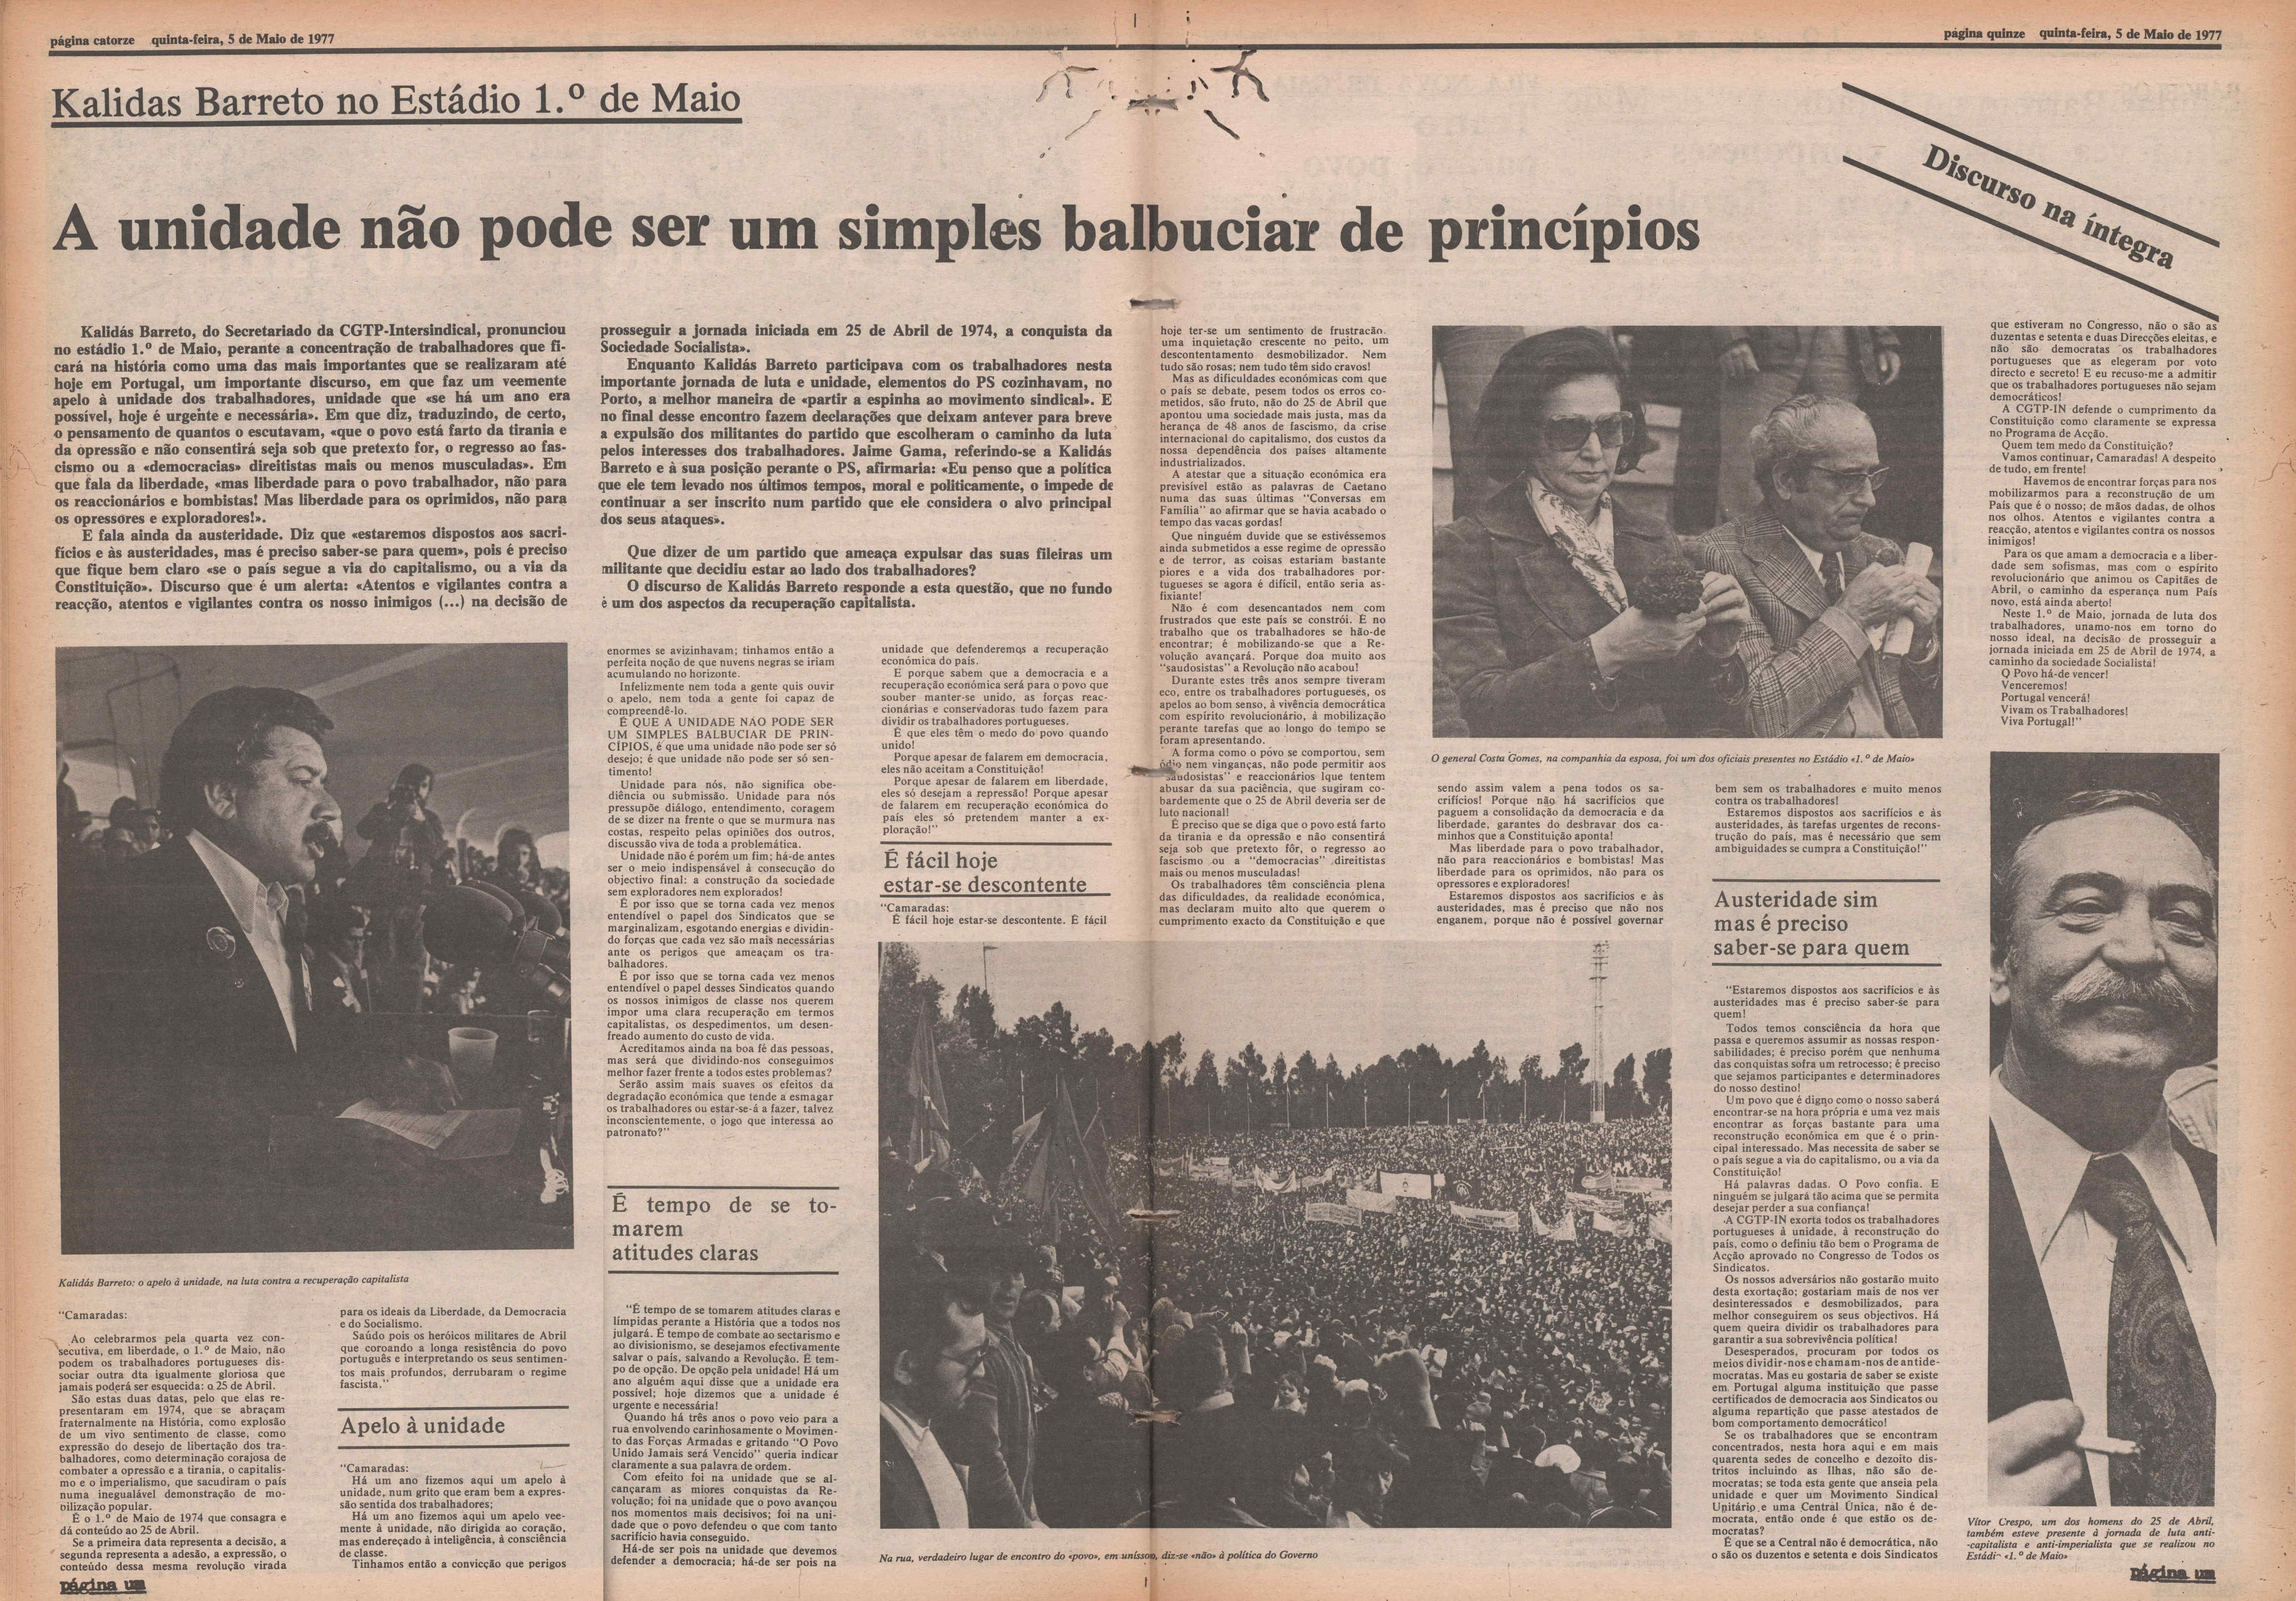 página catorze quinta-feira, 5 de Maio de 1977
página quinze quinta-feira, 5 de Maio de 1977
Kalidas Barreto no Estádio 1.º de Maio
Discurso na íntegra
A unidade não pode ser um simples balbuciar de princípios
Kalidás Barreto, do Secretariado da CGTP-Intersindical, pronunciou
no estádio 1.º de Maio, perante a concentração de trabalhadores que fi-
cará na história como uma das mais importantes que se realizaram até
hoje em Portugal, um importante discurso, em que faz um veemente
apelo à unidade dos trabalhadores, unidade que «se há um ano era
possível, hoje é urgente e necessária». Em que diz, traduzindo, de certo,
o pensamento de quantos o escutavam, «que o povo está farto da tirania e
da opressão e não consentirá seja sob que pretexto for, o regresso ao fas-
cismo ou a «democracias» direitistas mais ou menos musculadas». Em
que fala da liberdade, «mas liberdade para o povo trabalhador, não para
os reaccionários e bombistas! Mas liberdade para os oprimidos, não para
os opressores e exploradores!».
E fala ainda da austeridade. Diz que «estaremos dispostos aos sacri-
fícios e às austeridades, mas é preciso saber-se para quem», pois é preciso
que fique bem claro «se o país segue a via do capitalismo, ou a via da
Constituição». Discurso que é um alerta: «Atentos e vigilantes contra a
reacção, atentos e vigilantes contra os nosso inimigos (...) na decisão de
prosseguir a jornada iniciada em 25 de Abril de 1974, a conquista da
Sociedade Socialista».
Enquanto Kalidás Barreto participava com os trabalhadores nesta
importante jornada de luta e unidade, elementos do PS cozinhavam, no
Porto, a melhor maneira de «partir a espinha ao movimento sindical». E
no final desse encontro fazem declarações que deixam antever para breve
a expulsão dos militantes do partido que escolheram o caminho da luta
pelos interesses dos trabalhadores. Jaime Gama, referindo-se a Kalidás
Barreto e à sua posição perante o PS, afirmaria: «Eu penso que a política
que ele tem levado nos últimos tempos, moral e politicamente, o impede de
continuar a ser inscrito num partido que ele considera o alvo principal
dos seus ataques».
Que dizer de um partido que ameaça expulsar das suas fileiras um
militante que decidiu estar ao lado dos trabalhadores?
O discurso de Kalidás Barreto responde a esta questão, que no fundo
é um dos aspectos da recuperação capitalista.
Kalidás Barreto: o apelo à unidade, na luta contra a recuperação capitalista
"Camaradas:
Ao celebrarmos pela quarta vez con-
secutiva, em liberdade, o 1.º de Maio, não
podem os trabalhadores portugueses dis-
sociar outra dta igualmente gloriosa que
jamais poderá ser esquecida: o 25 de Abril.
São estas duas datas, pelo que elas re-
presentaram em 1974, que se abraçam
fraternalmente na História, como explosão
de um vivo sentimento de classe, como
expressão do desejo de libertação dos tra-
balhadores, como determinação corajosa de
combater a opressão e a tirania, o capitalis-
mo e o imperialismo, que sacudiram o país
numa inegualável demonstração de mo-
bilização popular.
É o 1.º de Maio de 1974 que consagra e
dá conteúdo ao 25 de Abril.
Se a primeira data representa a decisão, a
segunda representa a adesão, a expressão, o
conteúdo dessa mesma revolução virada
para os ideais da Liberdade, da Democracia
e do Socialismo.
Saúdo pois os heróicos militares de Abril
que coroando a longa resistência do povo
português e interpretando os seus sentimen-
tos mais profundos, derrubaram o regime
fascista."
Apelo à unidade
"Camaradas:
Há um ano fizemos aqui um apelo à
unidade, num grito que eram bem a expres-
são sentida dos trabalhadores;
Há um ano fizemos aqui um apelo vee-
mente à unidade, não dirigida ao coração,
mas endereçado à inteligência, à consciência
de classe.
Tinhamos então a convicção que perigos
enormes se avizinhavam; tinhamos então a
perfeita noção de que nuvens negras se iriam
acumulando no horizonte.
Infelizmente nem toda a gente quis ouvir
o apelo, nem toda a gente foi capaz de
compreendê-lo.
É QUE A UNIDADE NÃO PODE SER
UM SIMPLES BALBUCIAR DE PRIN-
CÍPIOS, é que uma unidade não pode ser só
desejo; é que unidade não pode ser só sen-
timento!
Unidade para nós, não significa obe-
diência ou submissão. Unidade para nós
pressupõe diálogo, entendimento, coragem
de se dizer na frente o que se murmura nas
costas, respeito pelas opiniões dos outros,
discussão viva de toda a problemática.
Unidade não é porém um fim; há-de antes
ser o meio indispensável à consecução do
objectivo final: a construção da sociedade
sem exploradores nem explorados!
É por isso que se torna cada vez menos
entendível o papel dos Sindicatos que se
marginalizam, esgotando energias e dividin-
do forças que cada vez são mais necessárias
ante os perigos que ameaçam os tra-
balhadores.
É por isso que se torna cada vez menos
entendível o papel desses Sindicatos quando
os nossos inimigos de classe nos querem
impor uma clara recuperação em termos
capitalistas, os despedimentos, um desen-
freado aumento do custo de vida.
Acreditamos ainda na boa fé das pessoas,
mas será que dividindo-nos conseguimos
melhor fazer frente a todos estes problemas?
Serão assim mais suaves os efeitos da
degradação económica que tende a esmagar
os trabalhadores ou estar-se-á a fazer, talvez
inconscientemente, o jogo que interessa ao
patronato?"
É tempo de se to-
marem
atitudes claras
"É tempo de se tomarem atitudes claras e
límpidas perante a História que a todos nos
julgará. É tempo de combate ao sectarismo e
ao divisionismo, se desejamos efectivamente
salvar o país, salvando a Revolução. É tem-
po de opção. De opção pela unidade! Há um
ano alguém aqui disse que a unidade era
possível; hoje dizemos que a unidade é
urgente e necessária!
Quando há três anos o povo veio para a
rua envolvendo carinhosamente o Movimen-
to das Forças Armadas e gritando "O Povo
Unido Jamais será Vencido" queria indicar
claramente a sua palavra de ordem.
Com efeito foi na unidade que se al-
cançaram as miores conquistas da Re-
volução; foi na unidade que o povo avançou
nos momentos mais decisivos; foi na uni-
dade que o povo defendeu o que com tanto
sacrifício havia conseguido.
Há-de ser pois na unidade que devemos
defender a democracia; há-de ser pois na
unidade que defenderemos a recuperação
económica do país.
E porque sabem que a democracia e a
recuperação económica será para o povo que
souber manter-se unido, as forças reac-
cionárias e conservadoras tudo fazem para
dividir os trabalhadores portugueses.
É que eles têm o medo do povo quando
unido!
Porque apesar de falarem em democracia,
eles não aceitam a Constituição!
Porque apesar de falarem em liberdade,
eles só desejam a repressão! Porque apesar
de falarem em recuperação económica do
país eles só pretendem manter a ex-
ploração!"
É fácil hoje
estar-se descontente
"Camaradas:
É fácil hoje estar-se descontente. É fácil
hoje ter-se um sentimento de frustração.
uma inquietação crescente no peito, um
descontentamento desmobilizador. Nem
tudo são rosas; nem tudo têm sido cravos!
Mas as dificuldades económicas com que
o país se debate, pesem todos os erros co-
metidos, são fruto, não do 25 de Abril que
apontou uma sociedade mais justa, mas da
herança de 48 anos de fascismo, da crise
internacional do capitalismo, dos custos da
nossa dependência dos países altamente
industrializados.
A atestar que a situação económica era
previsível estão as palavras de Caetano
numa das suas últimas "Conversas em
Família" ao afirmar que se havia acabado o
tempo das vacas gordas!
Que ninguém duvide que se estivéssemos
ainda submetidos a esse regime de opressão
e de terror, as coisas estariam bastante
piores e a vida dos trabalhadores por-
tugueses se agora é difícil, então seria as-
fixiante!
Não é com desencantados nem com
frustrados que este país se constrói. É no
trabalho que os trabalhadores se hão-de
encontrar; é mobilizando-se que a Re-
volução avançará. Porque doa muito aos
"saudosistas" a Revolução não acabou!
Durante estes três anos sempre tiveram
eco, entre os trabalhadores portugueses, os
apelos ao bom senso, à vivência democrática
com espírito revolucionário, à mobilização
perante tarefas que ao longo do tempo se
foram apresentando.
A forma como o povo se comportou, sem
ódio nem vinganças, não pode permitir aos
"saudosistas" e reaccionários lque tentem
abusar da sua paciência, que sugiram co-
bardemente que o 25 de Abril deveria ser de
luto nacional!
É preciso que se diga que o povo está farto
da tirania e da opressão e não consentirá
seja sob que pretexto fôr, o regresso ao
fascismo ou a "democracias" direitistas
mais ou menos musculadas!
Os trabalhadores têm consciência plena
das dificuldades, da realidade económica,
mas declaram muito alto que querem o
cumprimento exacto da Constituição e que
O general Costa Gomes, na companhia da esposa, foi um dos oficiais presentes no Estádio «1.º de Maio»
sendo assim valem a pena todos os sa-
crifícios! Porque não há sacrifícios que
paguem a consolidação da democracia e da
liberdade, garantes do desbravar dos ca-
minhos que a Constituição aponta!
Mas liberdade para o povo trabalhador,
não para reaccionários e bombistas! Mas
liberdade para os oprimidos, não para os
opressores e exploradores!
Estaremos dispostos aos sacrifícios e às
austeridades, mas é preciso que não nos
enganem, porque não é possível governar
bem sem os trabalhadores e muito menos
contra os trabalhadores!
Estaremos dispostos aos sacrifícios e às
austeridades, às tarefas urgentes de recons-
trução do país, mas é necessário que sem
ambiguidades se cumpra a Constituição!"
Austeridade sim
mas é preciso
saber-se para quem
"Estaremos dispostos aos sacrifícios e às
austeridades mas é preciso saber-se para
quem!
Todos temos consciência da hora que
passa e queremos assumir as nossas respon-
sabilidades; é preciso porém que nenhuma
das conquistas sofra um retrocesso; é preciso
que sejamos participantes e determinadores
do nosso destino!
Um povo que é digno como o nosso saberá
encontrar-se na hora própria e uma vez mais
encontrar as forças bastante para uma
reconstrução económica em que é o prin-
cipal interessado. Mas necessita de saber se
o país segue a via do capitalismo, ou a via da
Constituição!
Há palavras dadas. O Povo confia. E
ninguém se julgará tão acima que se permita
desejar perder a sua confiança!
A CGTP-IN exorta todos os trabalhadores
portugueses à unidade, à reconstrução do
país, como o definiu tão bem o Programa de
Acção aprovado no Congresso de Todos os
Sindicatos.
Os nossos adversários não gostarão muito
desta exortação; gostariam mais de nos ver
desinteressados e desmobilizados, para
melhor conseguirem os seus objectivos. Há
quem queira dividir os trabalhadores para
garantir a sua sobrevivência política!
Desesperados, procuram por todos os
meios dividir-nos e chamam-nos de antide-
mocratas. Mas eu gostaria de saber se existe
em Portugal alguma instituição que passe
certificados de democracia aos Sindicatos ou
alguma repartição que passe atestados de
bom comportamento democrático!
Se os trabalhadores que se encontram
concentrados, nesta hora aqui e em mais
quarenta sedes de concelho e dezoito dis-
tritos incluindo as Ilhas, não são de-
mocratas; se toda esta gente que anseia pela
unidade e quer um Movimento Sindical
Unitário e uma Central Única, não é de-
mocrata, então onde é que estão os de-
mocratas?
É que se a Central não é democrática, não
o são os duzentos e setenta e dois Sindicatos
que estiveram no Congresso, não o são as
duzentas e setenta e duas Direcções eleitas, e
não são democratas os trabalhadores
portugueses que as elegeram por voto
directo e secreto! E eu recuso-me a admitir
que os trabalhadores portugueses não sejam
democráticos!
A CGTP-IN defende o cumprimento da
Constituição como claramente se expressa
no Programa de Acção.
Quem tem medo da Constituição?
Vamos continuar, Camaradas! A despeito
de tudo, em frente!
Havemos de encontrar forças para nos
mobilizarmos para a reconstrução de um
País que é o nosso; de mãos dadas, de olhos
nos olhos. Atentos e vigilantes contra a
reacção, atentos e vigilantes contra os nossos
inimigos!
Para os que amam a democracia e a liber-
dade sem sofismas, mas com o espírito
revolucionário que animou os Capitães de
Abril, o caminho da esperança num País
novo, está ainda aberto!
Neste 1.º de Maio, jornada de luta dos
trabalhadores, unamo-nos em torno do
nosso ideal, na decisão de prosseguir a
jornada iniciada em 25 de Abril de 1974, a
caminho da sociedade Socialista!
O Povo há-de vencer!
Venceremos!
Portugal vencerá!
Vivam os Trabalhadores!
Viva Portugal!"
Na rua, verdadeiro lugar de encontro do «povo», em uníssono, diz-se «não» à política do Governo
Vítor Crespo, um dos homens do 25 de Abril,
também esteve presente à jornada de luta anti-
-capitalista e anti-imperialista que se realizou no
Estádi «1.º de Maio»
página um
página um